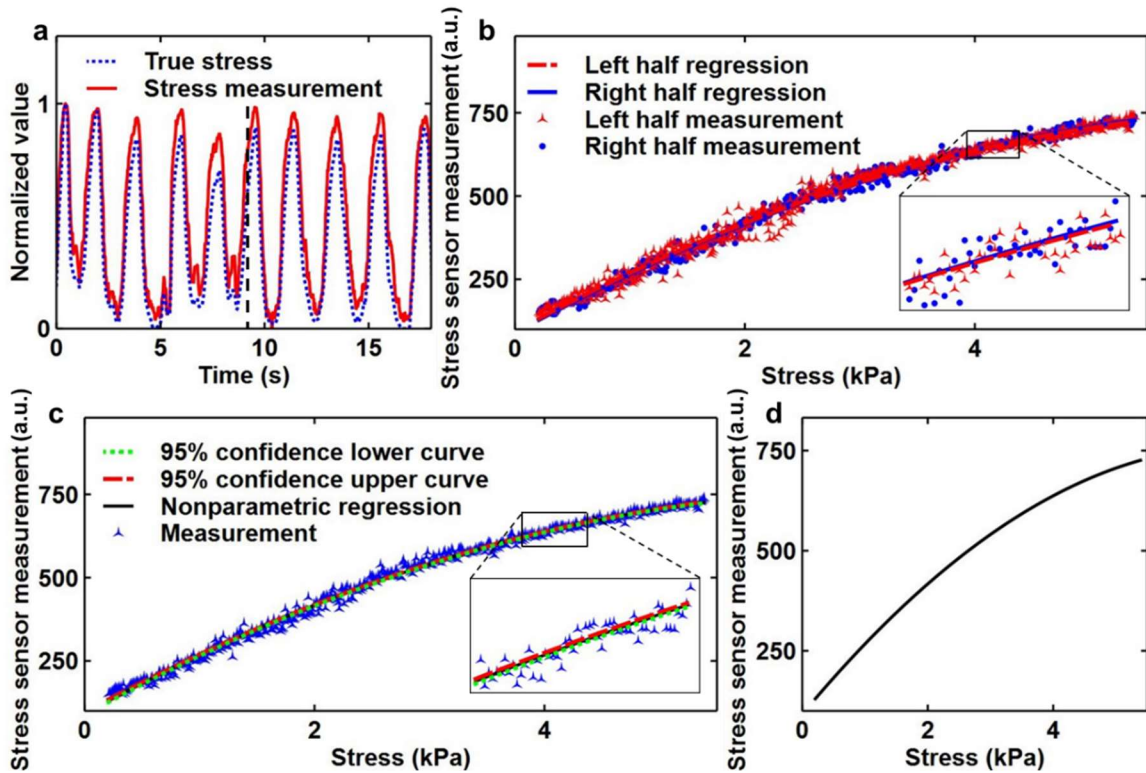 a
Normalized value
True stress
Stress measurement
1
0
0 5 10 15
Time (s)
b
Stress sensor measurement (a.u.)
Left half regression
Right half regression
Left half measurement
Right half measurement
750
500
250
0 2 4
Stress (kPa)
c
Stress sensor measurement (a.u.)
95% confidence lower curve
95% confidence upper curve
Nonparametric regression
Measurement
750
500
250
0 2 4
Stress (kPa)
d
Stress sensor measurement (a.u.)
750
500
250
0 2 4
Stress (kPa)